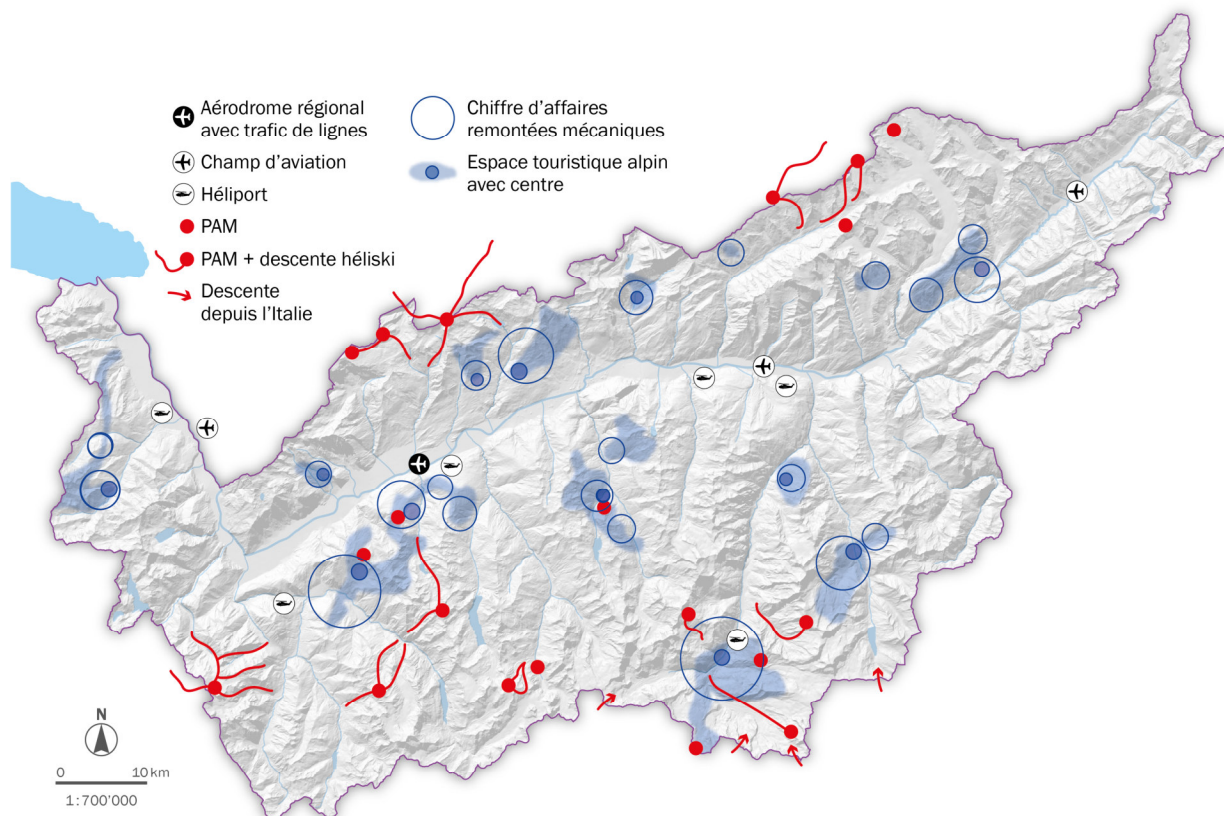 Aérodrome régional
avec trafic de lignes
Champ d'aviation
Héliport
PAM
PAM + descente héliski
Descente
depuis l'Italie
Chiffre d'affaires
remontées mécaniques
Espace touristique alpin
avec centre
N
0 10 km
1:700'000